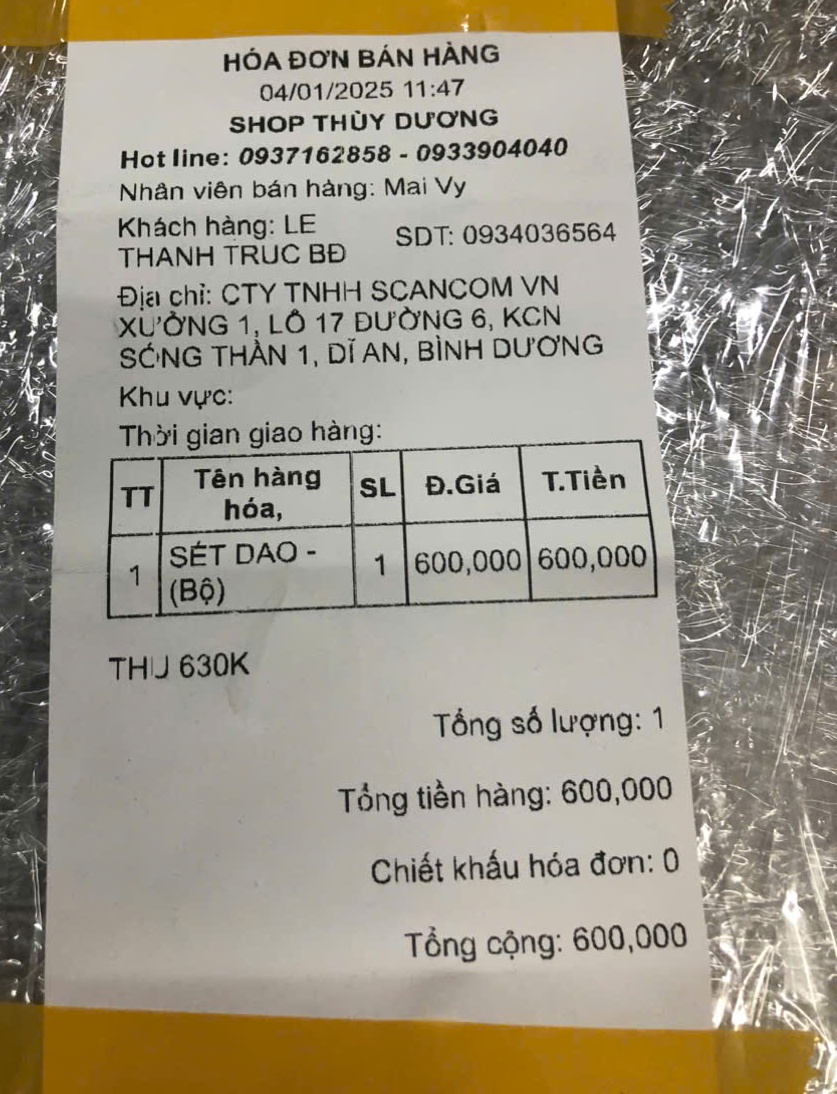 HÓA ĐƠN BÁN HÀNG
04/01/2025 11:47
SHOP THÙY DƯƠNG
Hot line: 0937162858 - 0933904040
Nhân viên bán hàng: Mai Vy
Khách hàng: LE THANH TRUC BĐ
SDT: 0934036564
Địa chỉ: CTY TNHH SCANCOM VN
XƯỞNG 1, LÔ 17 ĐƯỜNG 6, KCN
SÓNG THẦN 1, DĨ AN, BÌNH DƯƠNG
Khu vực:
Thời gian giao hàng:
TT Tên hàng hóa, SL Đ.Giá T.Tiền
1 SÉT DAO - (Bộ) 1 600,000 600,000
THU 630K
Tổng số lượng: 1
Tổng tiền hàng: 600,000
Chiết khấu hóa đơn: 0
Tổng cộng: 600,000